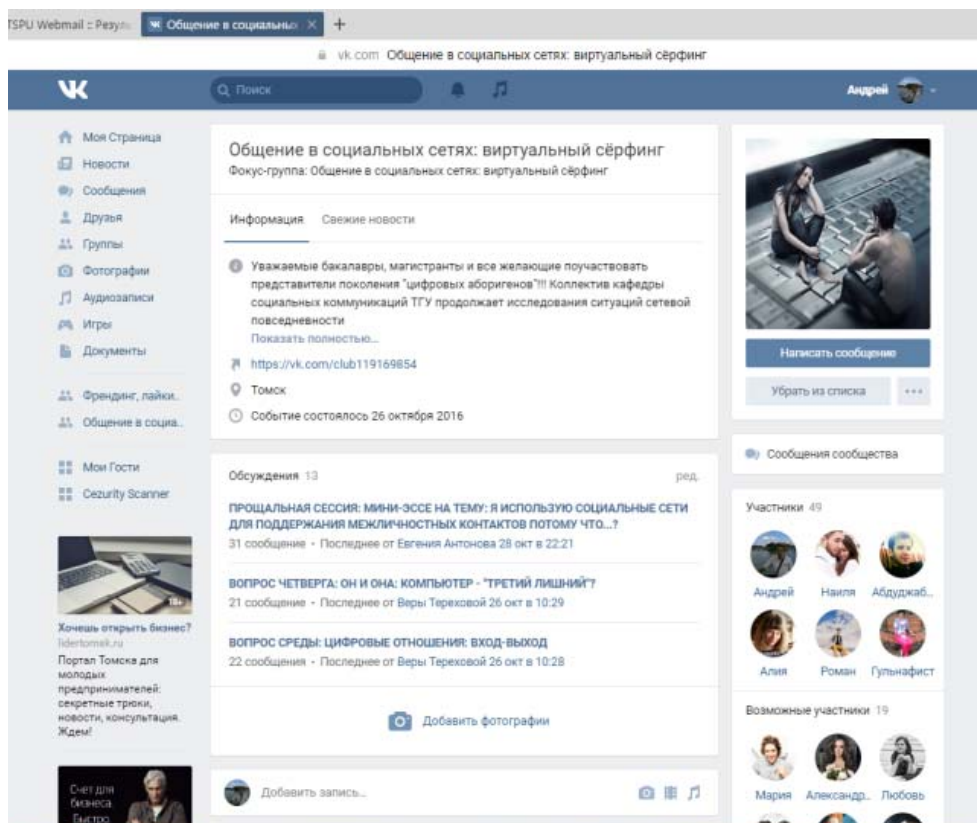 TSPU Webmail :: Резул
Общение в социальных
vk.com Общение в социальных сетях: виртуальный сёрфинг
Поиск
Андрей
Моя Страница
Новости
Сообщения
Друзья
Группы
Фотографии
Аудиозаписи
Игры
Документы
Френдинг, лайки..
Общение в социа..
Мои Гости
Cezurity Scanner
18+
Хочешь открыть бизнес?
lidertomsk.ru
Портал Томска для
молодых
предпринимателей:
секретные трюки,
новости, консультация.
Ждем!
Счет для
бизнеса
Быстро
Общение в социальных сетях: виртуальный сёрфинг
Фокус-группа: Общение в социальных сетях: виртуальный сёрфинг
Информация Свежие новости
Уважаемые бакалавры, магистранты и все желающие поучаствовать
представители поколения "цифровых аборигенов"!!! Коллектив кафедры
социальных коммуникаций ТГУ продолжает исследования ситуаций сетевой
повседневности
Показать полностью...
https://vk.com/club119169854
Томск
Событие состоялось 26 октября 2016
Обсуждения 13 ред.
ПРОЩАЛЬНАЯ СЕССИЯ: МИНИ-ЭССЕ НА ТЕМУ: Я ИСПОЛЬЗУЮ СОЦИАЛЬНЫЕ СЕТИ
ДЛЯ ПОДДЕРЖАНИЯ МЕЖЛИЧНОСТНЫХ КОНТАКТОВ ПОТОМУ ЧТО...?
31 сообщение • Последнее от Евгения Антонова 28 окт в 22:21
ВОПРОС ЧЕТВЕРГА: ОН И ОНА: КОМПЬЮТЕР - "ТРЕТИЙ ЛИШНИЙ"?
21 сообщение • Последнее от Веры Тереховой 26 окт в 10:29
ВОПРОС СРЕДЫ: ЦИФРОВЫЕ ОТНОШЕНИЯ: ВХОД-ВЫХОД
22 сообщения • Последнее от Веры Тереховой 26 окт в 10:28
Добавить фотографии
Добавить запись...
Написать сообщение
Убрать из списка
Сообщения сообщества
Участники 49
Андрей Наиля Абдуджаб..
Алия Роман Гульнафист
Возможные участники 19
Мария Александр.. Любовь